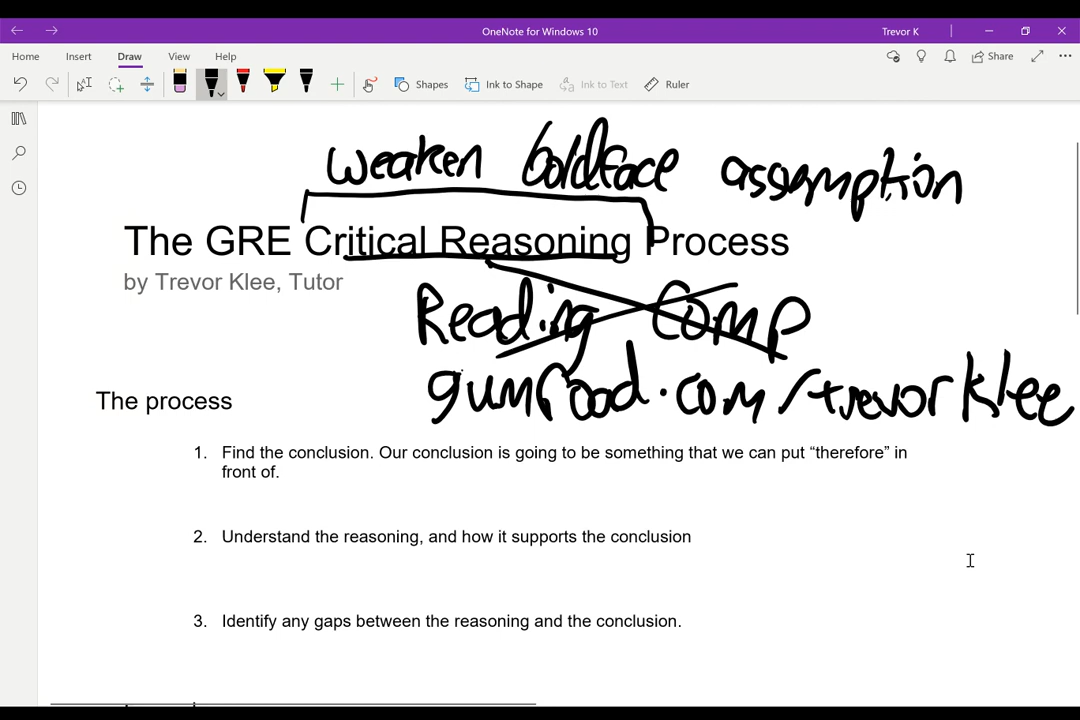 OneNote for Windows 10
Trevor K
Home Insert Draw View Help
Share
Shapes Ink to Shape Ink to Text Ruler
weaken boldface assumption
The GRE Critical Reasoning Process
by Trevor Klee, Tutor
Reading Comp
gumroad.com/trevorklee
The process
1. Find the conclusion. Our conclusion is going to be something that we can put “therefore” in
front of.
2. Understand the reasoning, and how it supports the conclusion
3. Identify any gaps between the reasoning and the conclusion.